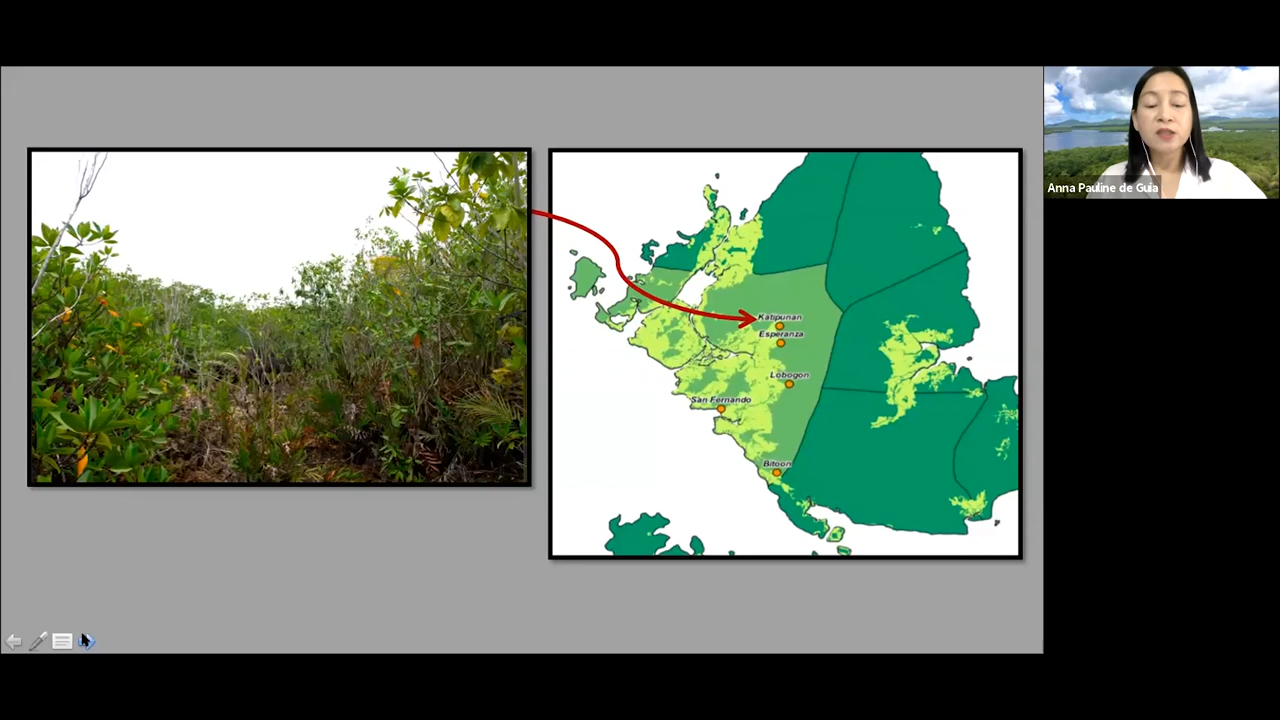 Katipunan
Esperanza
Lobogon
San Fernando
Bitoon
Anna Pauline de Guia